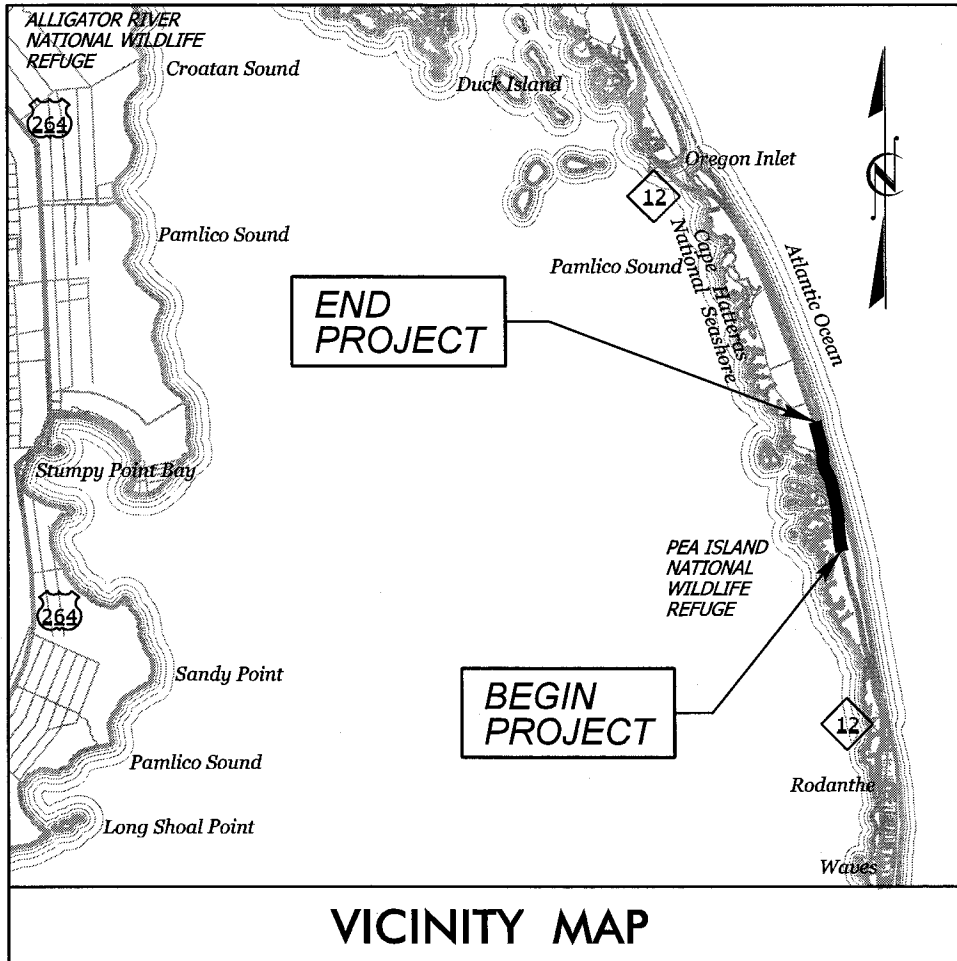 ALLIGATOR RIVER
NATIONAL WILDLIFE
REFUGE
Croatan Sound
Duck Island
264
Oregon Inlet
12
N
Pamlico Sound
Pamlico Sound
Cape Hatteras
National Seashore
Atlantic Ocean
END
PROJECT
Stumpy Point Bay
PEA ISLAND
NATIONAL
WILDLIFE
REFUGE
264
Sandy Point
BEGIN
PROJECT
12
Pamlico Sound
Rodanthe
Long Shoal Point
Waves
VICINITY MAP